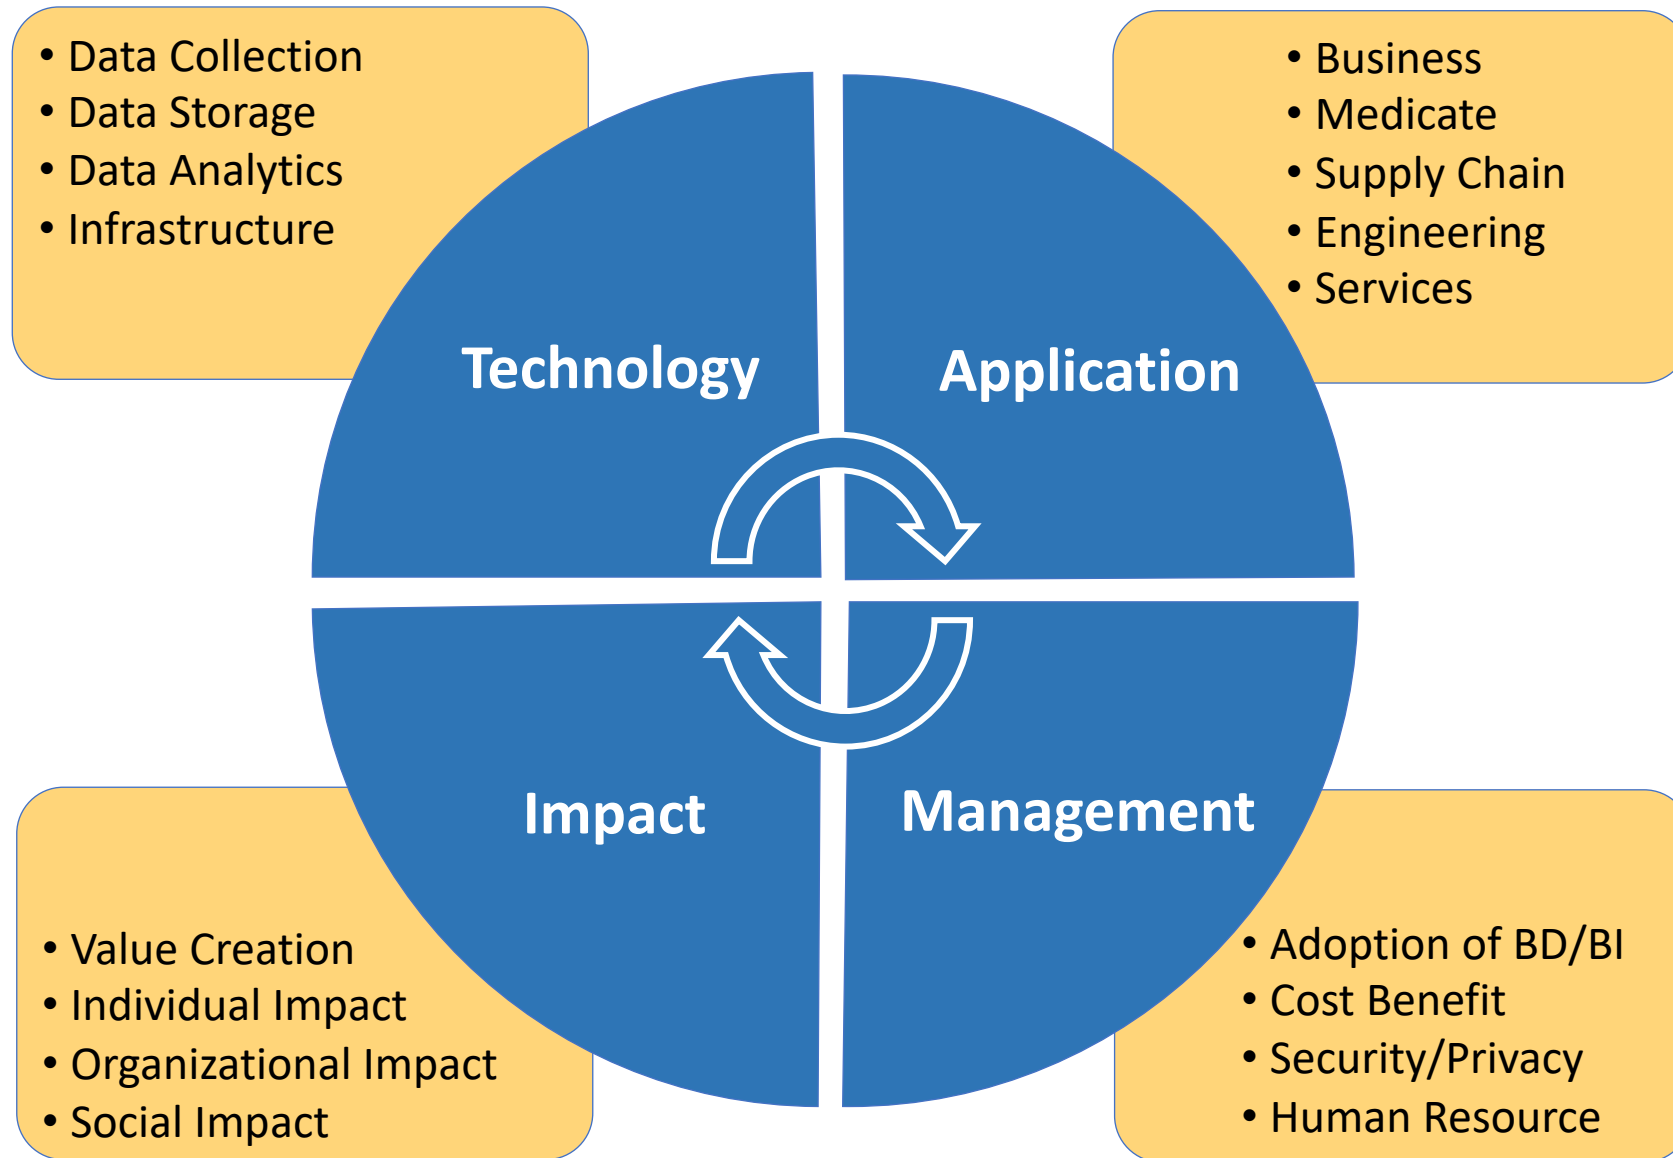 • Data Collection
• Data Storage
• Data Analytics
• Infrastructure
• Business
• Medicate
• Supply Chain
• Engineering
• Services
Technology
Application
Impact
Management
• Value Creation
• Individual Impact
• Organizational Impact
• Social Impact
• Adoption of BD/BI
• Cost Benefit
• Security/Privacy
• Human Resource